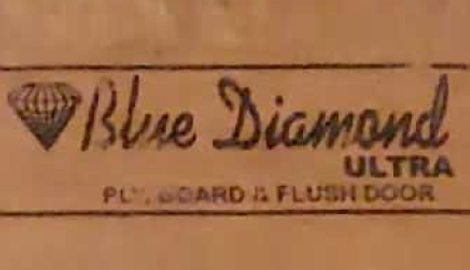 Blue Diamond
ULTRA
PLY, BOARD & FLUSH DOOR